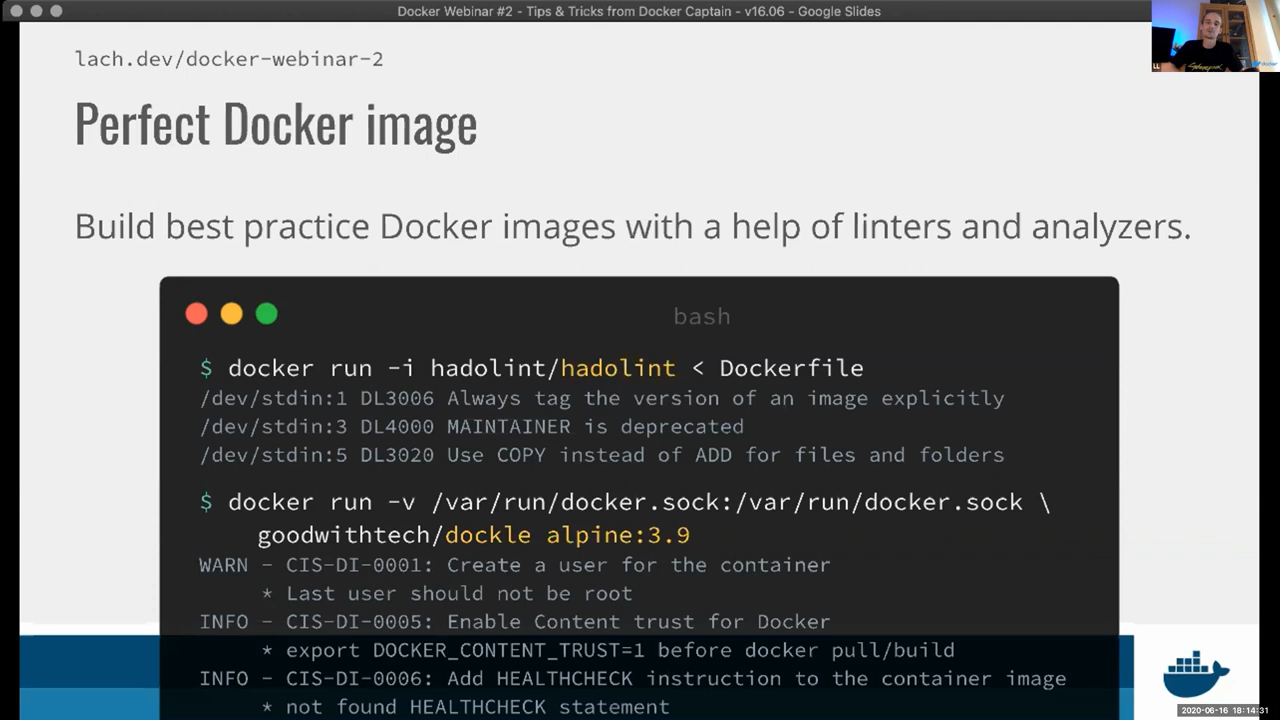 Docker Webinar #2 - Tips & Tricks from Docker Captain - v16.06 - Google Slides
lach.dev/docker-webinar-2
Perfect Docker image
Build best practice Docker images with a help of linters and analyzers.
bash
$ docker run -i hadolint/hadolint < Dockerfile
/dev/stdin:1 DL3006 Always tag the version of an image explicitly
/dev/stdin:3 DL4000 MAINTAINER is deprecated
/dev/stdin:5 DL3020 Use COPY instead of ADD for files and folders
$ docker run -v /var/run/docker.sock:/var/run/docker.sock \
goodwithtech/dockle alpine:3.9
WARN - CIS-DI-0001: Create a user for the container
* Last user should not be root
INFO - CIS-DI-0005: Enable Content trust for Docker
* export DOCKER_CONTENT_TRUST=1 before docker pull/build
INFO - CIS-DI-0006: Add HEALTHCHECK instruction to the container image
* not found HEALTHCHECK statement
2020-06-16 18:14:31